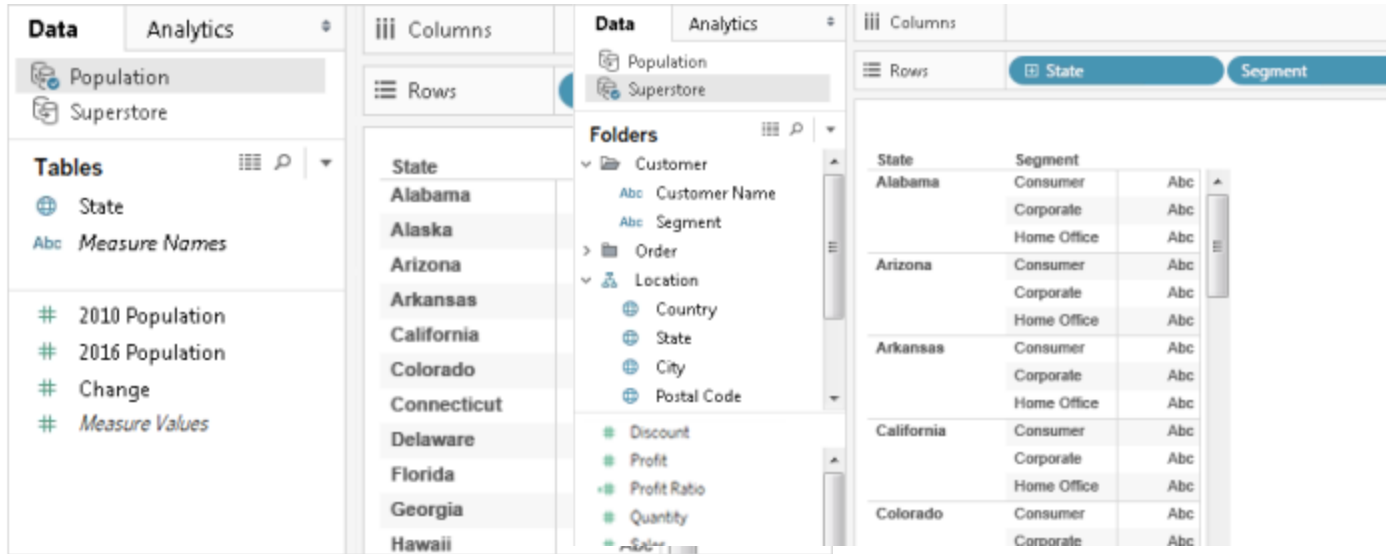 Data Analytics
Population
Superstore
Tables
State
Abc Measure Names
# 2010 Population
# 2016 Population
# Change
# Measure Values
Columns
Rows
State
Alabama
Alaska
Arizona
Arkansas
California
Colorado
Connecticut
Delaware
Florida
Georgia
Hawaii
Data Analytics
Population
Superstore
Folders
Customer
Abc Customer Name
Abc Segment
Order
Location
Country
State
City
Postal Code
# Discount
# Profit
# Profit Ratio
# Quantity
# Sales
Columns
Rows State Segment
State Segment
Alabama Consumer Abc
Corporate Abc
Home Office Abc
Arizona Consumer Abc
Corporate Abc
Home Office Abc
Arkansas Consumer Abc
Corporate Abc
Home Office Abc
California Consumer Abc
Corporate Abc
Home Office Abc
Colorado Consumer Abc
Corporate Abc